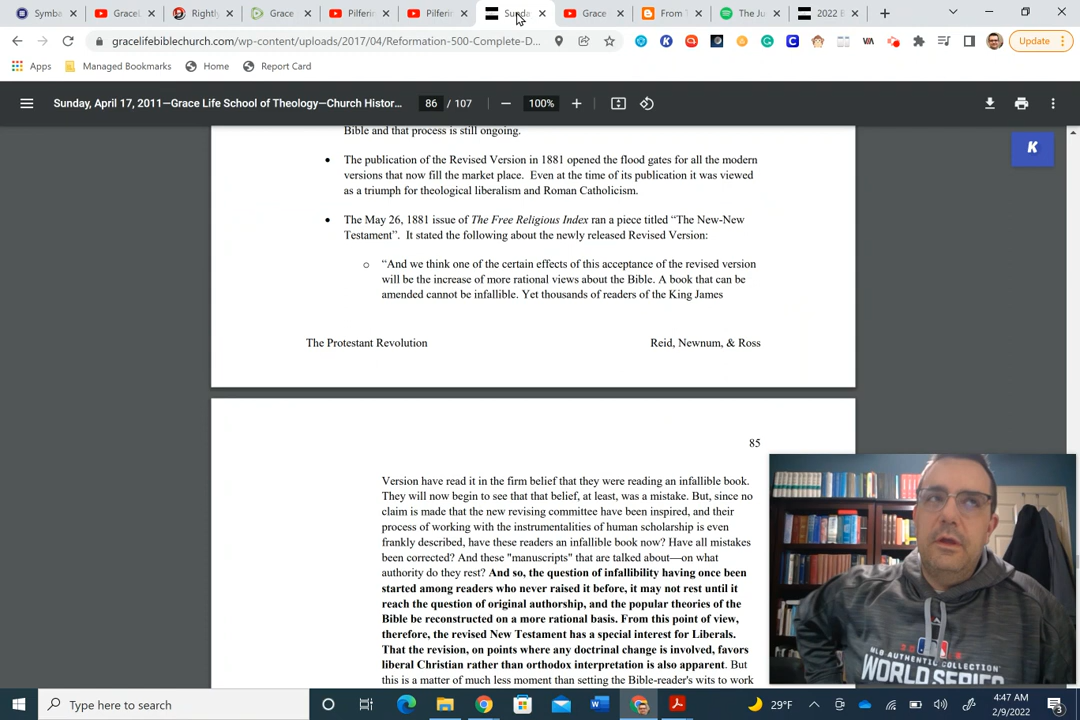 Symba
GraceL
Rightly
Grace
Pilferin
Pilferin
Sunda
Grace
From T
The Ju
2022 B
gracelifebiblechurch.com/wp-content/uploads/2017/04/Reformation-500-Complete-D...
Update
Apps
Managed Bookmarks
Home
Report Card
Sunday, April 17, 2011—Grace Life School of Theology—Church Histor...
86 / 107
100%
K
Bible and that process is still ongoing.
• The publication of the Revised Version in 1881 opened the flood gates for all the modern
versions that now fill the market place. Even at the time of its publication it was viewed
as a triumph for theological liberalism and Roman Catholicism.
• The May 26, 1881 issue of The Free Religious Index ran a piece titled “The New-New
Testament”. It stated the following about the newly released Revised Version:
o “And we think one of the certain effects of this acceptance of the revised version
will be the increase of more rational views about the Bible. A book that can be
amended cannot be infallible. Yet thousands of readers of the King James
The Protestant Revolution
Reid, Newnum, & Ross
85
Version have read it in the firm belief that they were reading an infallible book.
They will now begin to see that that belief, at least, was a mistake. But, since no
claim is made that the new revising committee have been inspired, and their
process of working with the instrumentalities of human scholarship is even
frankly described, have these readers an infallible book now? Have all mistakes
been corrected? And these "manuscripts" that are talked about—on what
authority do they rest? And so, the question of infallibility having once been
started among readers who never raised it before, it may not rest until it
reach the question of original authorship, and the popular theories of the
Bible be reconstructed on a more rational basis. From this point of view,
therefore, the revised New Testament has a special interest for Liberals.
That the revision, on points where any doctrinal change is involved, favors
liberal Christian rather than orthodox interpretation is also apparent. But
this is a matter of much less moment than setting the Bible-reader's wits to work
AUTHENTIC COLLECTION
WORLD SERIES
Type here to search
29°F
4:47 AM
2/9/2022
3